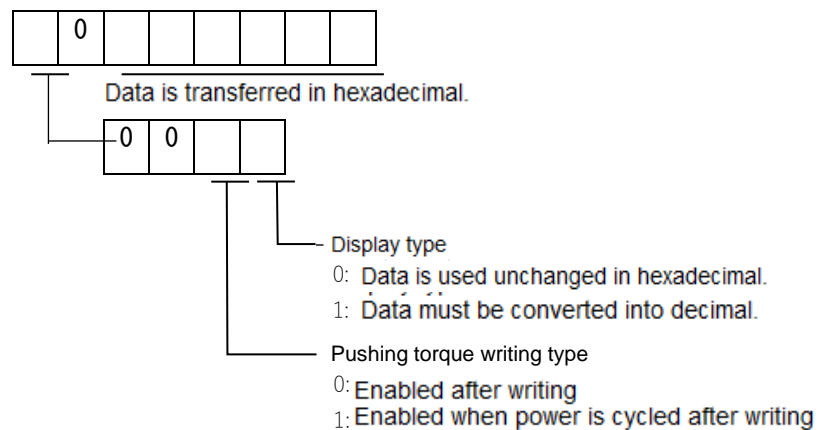 0
Data is transferred in hexadecimal.
0 0
Display type
0: Data is used unchanged in hexadecimal.
1: Data must be converted into decimal.
Pushing torque writing type
0: Enabled after writing
1: Enabled when power is cycled after writing